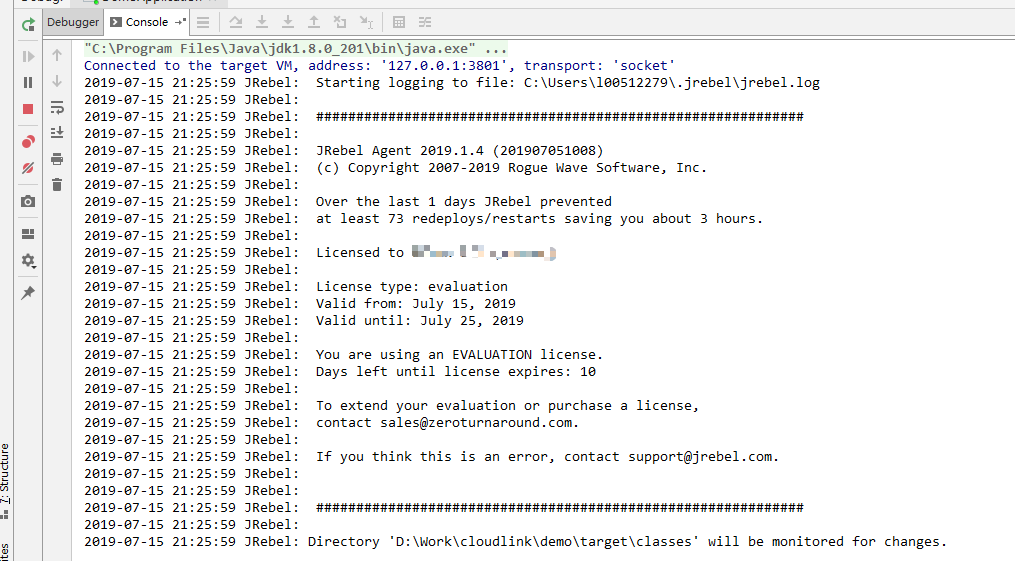 Debugger
Console
"C:\Program Files\Java\jdk1.8.0_201\bin\java.exe" ...
Connected to the target VM, address: '127.0.0.1:3801', transport: 'socket'
2019-07-15 21:25:59 JRebel:  Starting logging to file: C:\Users\l00512279\.jrebel\jrebel.log
2019-07-15 21:25:59 JRebel:
2019-07-15 21:25:59 JRebel:  #############################################################
2019-07-15 21:25:59 JRebel:
2019-07-15 21:25:59 JRebel:  JRebel Agent 2019.1.4 (201907051008)
2019-07-15 21:25:59 JRebel:  (c) Copyright 2007-2019 Rogue Wave Software, Inc.
2019-07-15 21:25:59 JRebel:
2019-07-15 21:25:59 JRebel:  Over the last 1 days JRebel prevented
2019-07-15 21:25:59 JRebel:  at least 73 redeploys/restarts saving you about 3 hours.
2019-07-15 21:25:59 JRebel:
2019-07-15 21:25:59 JRebel:  Licensed to
2019-07-15 21:25:59 JRebel:
2019-07-15 21:25:59 JRebel:  License type: evaluation
2019-07-15 21:25:59 JRebel:  Valid from: July 15, 2019
2019-07-15 21:25:59 JRebel:  Valid until: July 25, 2019
2019-07-15 21:25:59 JRebel:
2019-07-15 21:25:59 JRebel:  You are using an EVALUATION license.
2019-07-15 21:25:59 JRebel:  Days left until license expires: 10
2019-07-15 21:25:59 JRebel:
2019-07-15 21:25:59 JRebel:  To extend your evaluation or purchase a license,
2019-07-15 21:25:59 JRebel:  contact sales@zeroturnaround.com.
2019-07-15 21:25:59 JRebel:
2019-07-15 21:25:59 JRebel:  If you think this is an error, contact support@jrebel.com.
2019-07-15 21:25:59 JRebel:
2019-07-15 21:25:59 JRebel:
2019-07-15 21:25:59 JRebel:  #############################################################
2019-07-15 21:25:59 JRebel:
2019-07-15 21:25:59 JRebel: Directory 'D:\Work\cloudlink\demo\target\classes' will be monitored for changes.
7: Structure